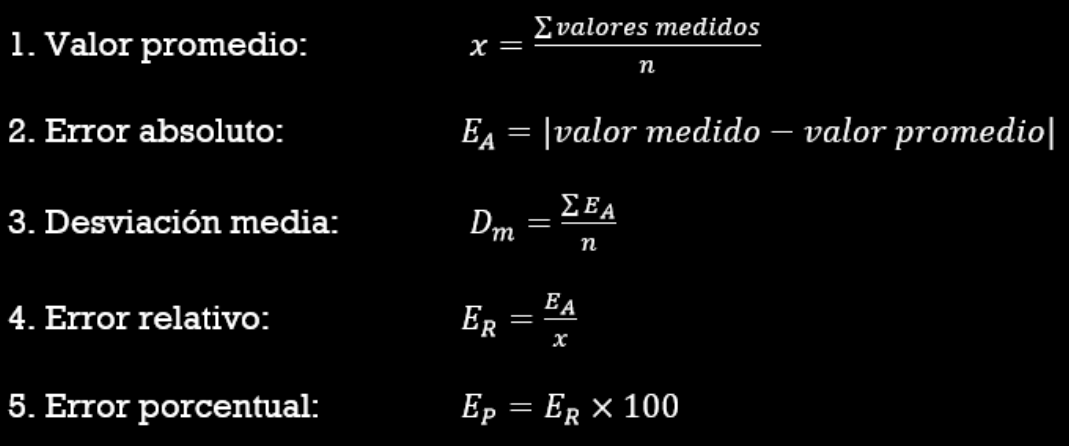 1. Valor promedio: x = \frac{\sum valores medidos}{n}
2. Error absoluto: E_A = |valor medido − valor promedio|
3. Desviación media: D_m = \frac{\sum E_A}{n}
4. Error relativo: E_R = \frac{E_A}{x}
5. Error porcentual: E_P = E_R × 100